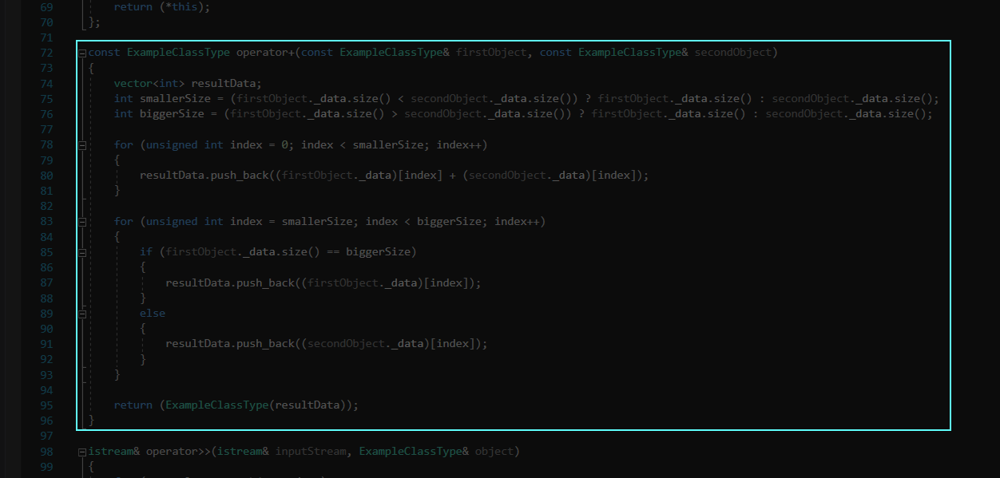 69 return (*this);
70 };
71
72 const ExampleClassType operator+(const ExampleClassType& firstObject, const ExampleClassType& secondObject)
73 {
74 vector<int> resultData;
75 int smallerSize = (firstObject._data.size() < secondObject._data.size()) ? firstObject._data.size() : secondObject._data.size();
76 int biggerSize = (firstObject._data.size() > secondObject._data.size()) ? firstObject._data.size() : secondObject._data.size();
77
78 for (unsigned int index = 0; index < smallerSize; index++)
79 {
80 resultData.push_back((firstObject._data)[index] + (secondObject._data)[index]);
81 }
82
83 for (unsigned int index = smallerSize; index < biggerSize; index++)
84 {
85 if (firstObject._data.size() == biggerSize)
86 {
87 resultData.push_back((firstObject._data)[index]);
88 }
89 else
90 {
91 resultData.push_back((secondObject._data)[index]);
92 }
93 }
94
95 return (ExampleClassType(resultData));
96 }
97
98 istream& operator>>(istream& inputStream, ExampleClassType& object)
99 {